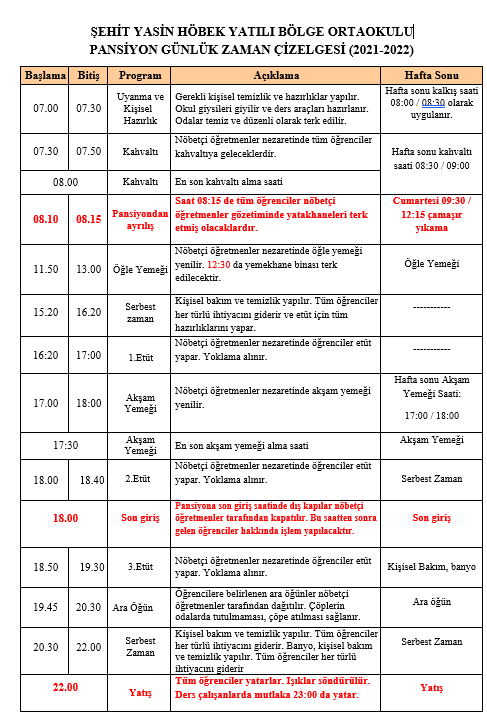 ŞEHİT YASİN HÖBEK YATILI BÖLGE ORTAOKULU
PANSİYON GÜNLÜK ZAMAN ÇİZELGESİ (2021-2022)
Başlama Bitiş Program Açıklama Hafta Sonu
07.00 07.30 Uyanma ve Kişisel Hazırlık
Gerekli kişisel temizlik ve hazırlıklar yapılır.
Okul giysileri giyilir ve ders araçları hazırlanır.
Odalar temiz ve düzenli olarak terk edilir.
Hafta sonu kalkış saati
08:00 / 08:30 olarak
uygulanır.
07.30 07.50 Kahvaltı
Nöbetçi öğretmenler nezaretinde tüm öğrenciler
kahvaltıya geleceklerdir.
Hafta sonu kahvaltı
saati 08:30 / 09:00
08.00 Kahvaltı En son kahvaltı alma saati
08.10 08.15 Pansiyondan ayrılış
Saat 08:15 de tüm öğrenciler nöbetçi
öğretmenler gözetiminde yatakhaneleri terk
etmiş olacaklardır.
Cumartesi 09:30 /
12:15 çamaşır
yıkama
11.50 13.00 Öğle Yemeği
Nöbetçi öğretmenler nezaretinde öğle yemeği
yenilir. 12:30 da yemekhane binası terk
edilecektir.
Öğle Yemeği
15.20 16.20 Serbest zaman
Kişisel bakım ve temizlik yapılır. Tüm öğrenciler
her türlü ihtiyacını giderir ve etüt için tüm
hazırlıklarını yapar.
-----------
16:20 17:00 1.Etüt
Nöbetçi öğretmenler nezaretinde öğrenciler etüt
yapar. Yoklama alınır.
-----------
17.00 18:00 Akşam Yemeği
Nöbetçi öğretmenler nezaretinde akşam yemeği
yenilir.
Hafta sonu Akşam
Yemeği Saati:
17:00 / 18:00
17:30 Akşam Yemeği En son akşam yemeği alma saati Akşam Yemeği
18.00 18.40 2.Etüt
Nöbetçi öğretmenler nezaretinde öğrenciler etüt
yapar. Yoklama alınır.
Serbest Zaman
18.00 Son giriş
Pansiyona son giriş saatinde dış kapılar nöbetçi
öğretmenler tarafından kapatılır. Bu saatten sonra
gelen öğrenciler hakkında işlem yapılacaktır.
Son giriş
18.50 19.30 3.Etüt
Nöbetçi öğretmenler nezaretinde öğrenciler etüt
yapar. Yoklama alınır.
Kişisel Bakım, banyo
19.45 20.30 Ara Öğün
Öğrencilere belirlenen ara öğünler nöbetçi
öğretmenler tarafından dağıtılır. Çöplerin
odalarda tutulmaması, çöpe atılması sağlanır.
Ara öğün
20.30 22.00 Serbest Zaman
Kişisel bakım ve temizlik yapılır. Tüm öğrenciler
her türlü ihtiyacını giderir. Banyo, kişisel bakım
ve temizlik yapılır. Tüm öğrenciler her türlü
ihtiyacını giderir
Serbest Zaman
22.00 Yatış
Tüm öğrenciler yatarlar. Işıklar söndürülür.
Ders çalışanlarda mutlaka 23:00 da yatar.
Yatış